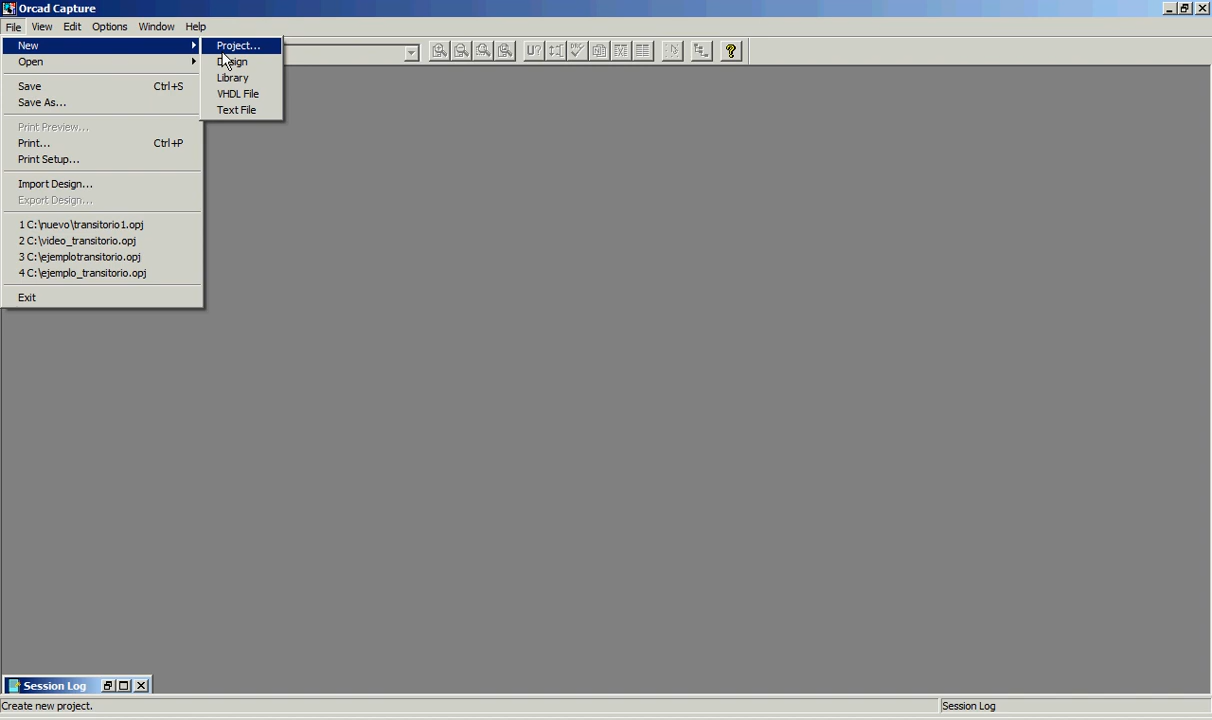 Orcad Capture
File View Edit Options Window Help
New
Project...
Open
Design
Library
Save Ctrl+S
VHDL File
Save As...
Text File
Print Preview...
Print... Ctrl+P
Print Setup...
Import Design...
Export Design...
1 C:\nuevo\transitorio1.opj
2 C:\video_transitorio.opj
3 C:\ejemplotransitorio.opj
4 C:\ejemplo_transitorio.opj
Exit
U? ?
Session Log
Create new project. Session Log